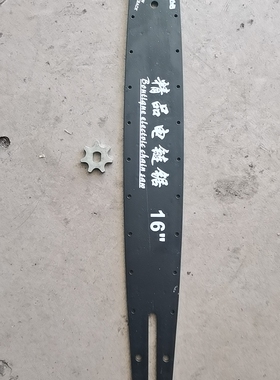 精品电链锯
Boutique electric chain saw
16"